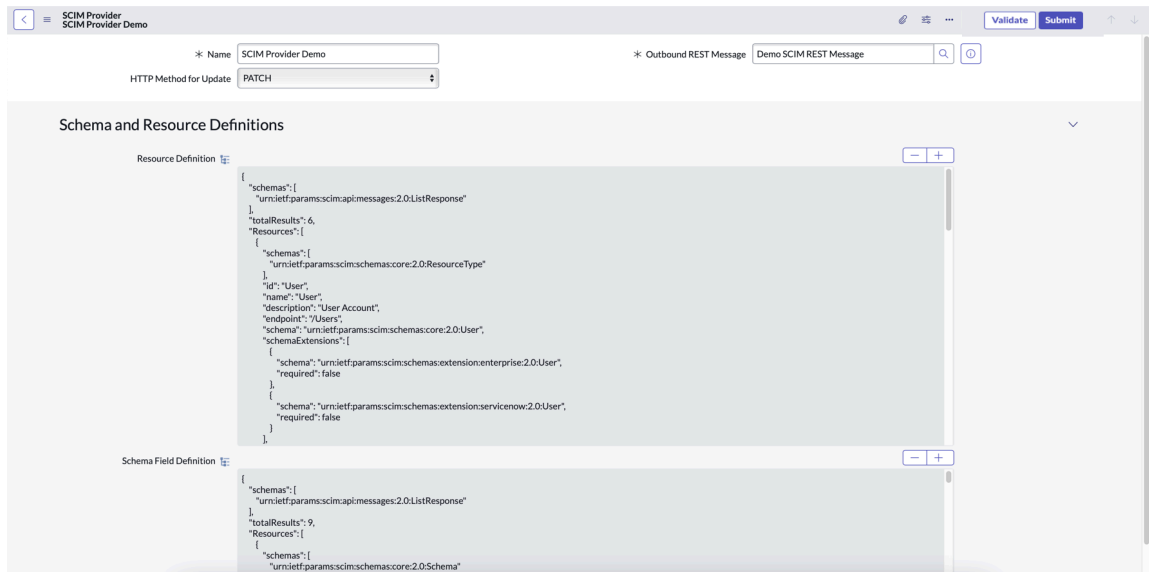 SCIM Provider
SCIM Provider Demo
Validate
Submit
* Name
SCIM Provider Demo
* Outbound REST Message
Demo SCIM REST Message
HTTP Method for Update
PATCH
Schema and Resource Definitions
Resource Definition
{
"schemas": [
"urn:ietf:params:scim:api:messages:2.0:ListResponse"
],
"totalResults": 6,
"Resources": [
{
"schemas": [
"urn:ietf:params:scim:schemas:core:2.0:ResourceType"
],
"id": "User",
"name": "User",
"description": "User Account",
"endpoint": "/Users",
"schema": "urn:ietf:params:scim:schemas:core:2.0:User",
"schemaExtensions": [
{
"schema": "urn:ietf:params:scim:schemas:extension:enterprise:2.0:User",
"required": false
},
{
"schema": "urn:ietf:params:scim:schemas:extension:servicenow:2.0:User",
"required": false
}
],
Schema Field Definition
{
"schemas": [
"urn:ietf:params:scim:api:messages:2.0:ListResponse"
],
"totalResults": 9,
"Resources": [
{
"schemas": [
"urn:ietf:params:scim:schemas:core:2.0:Schema"